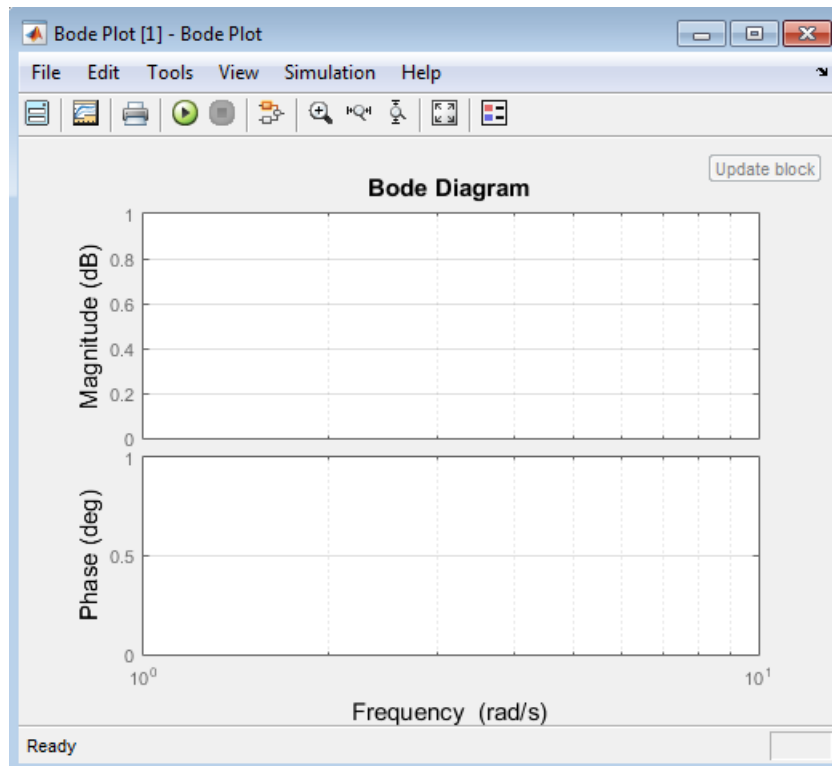 Bode Plot [1] - Bode Plot
File Edit Tools View Simulation Help
Update block
Bode Diagram
Magnitude (dB)
1
0.8
0.6
0.4
0.2
0
Phase (deg)
1
0.5
0
10⁰ 10¹
Frequency (rad/s)
Ready